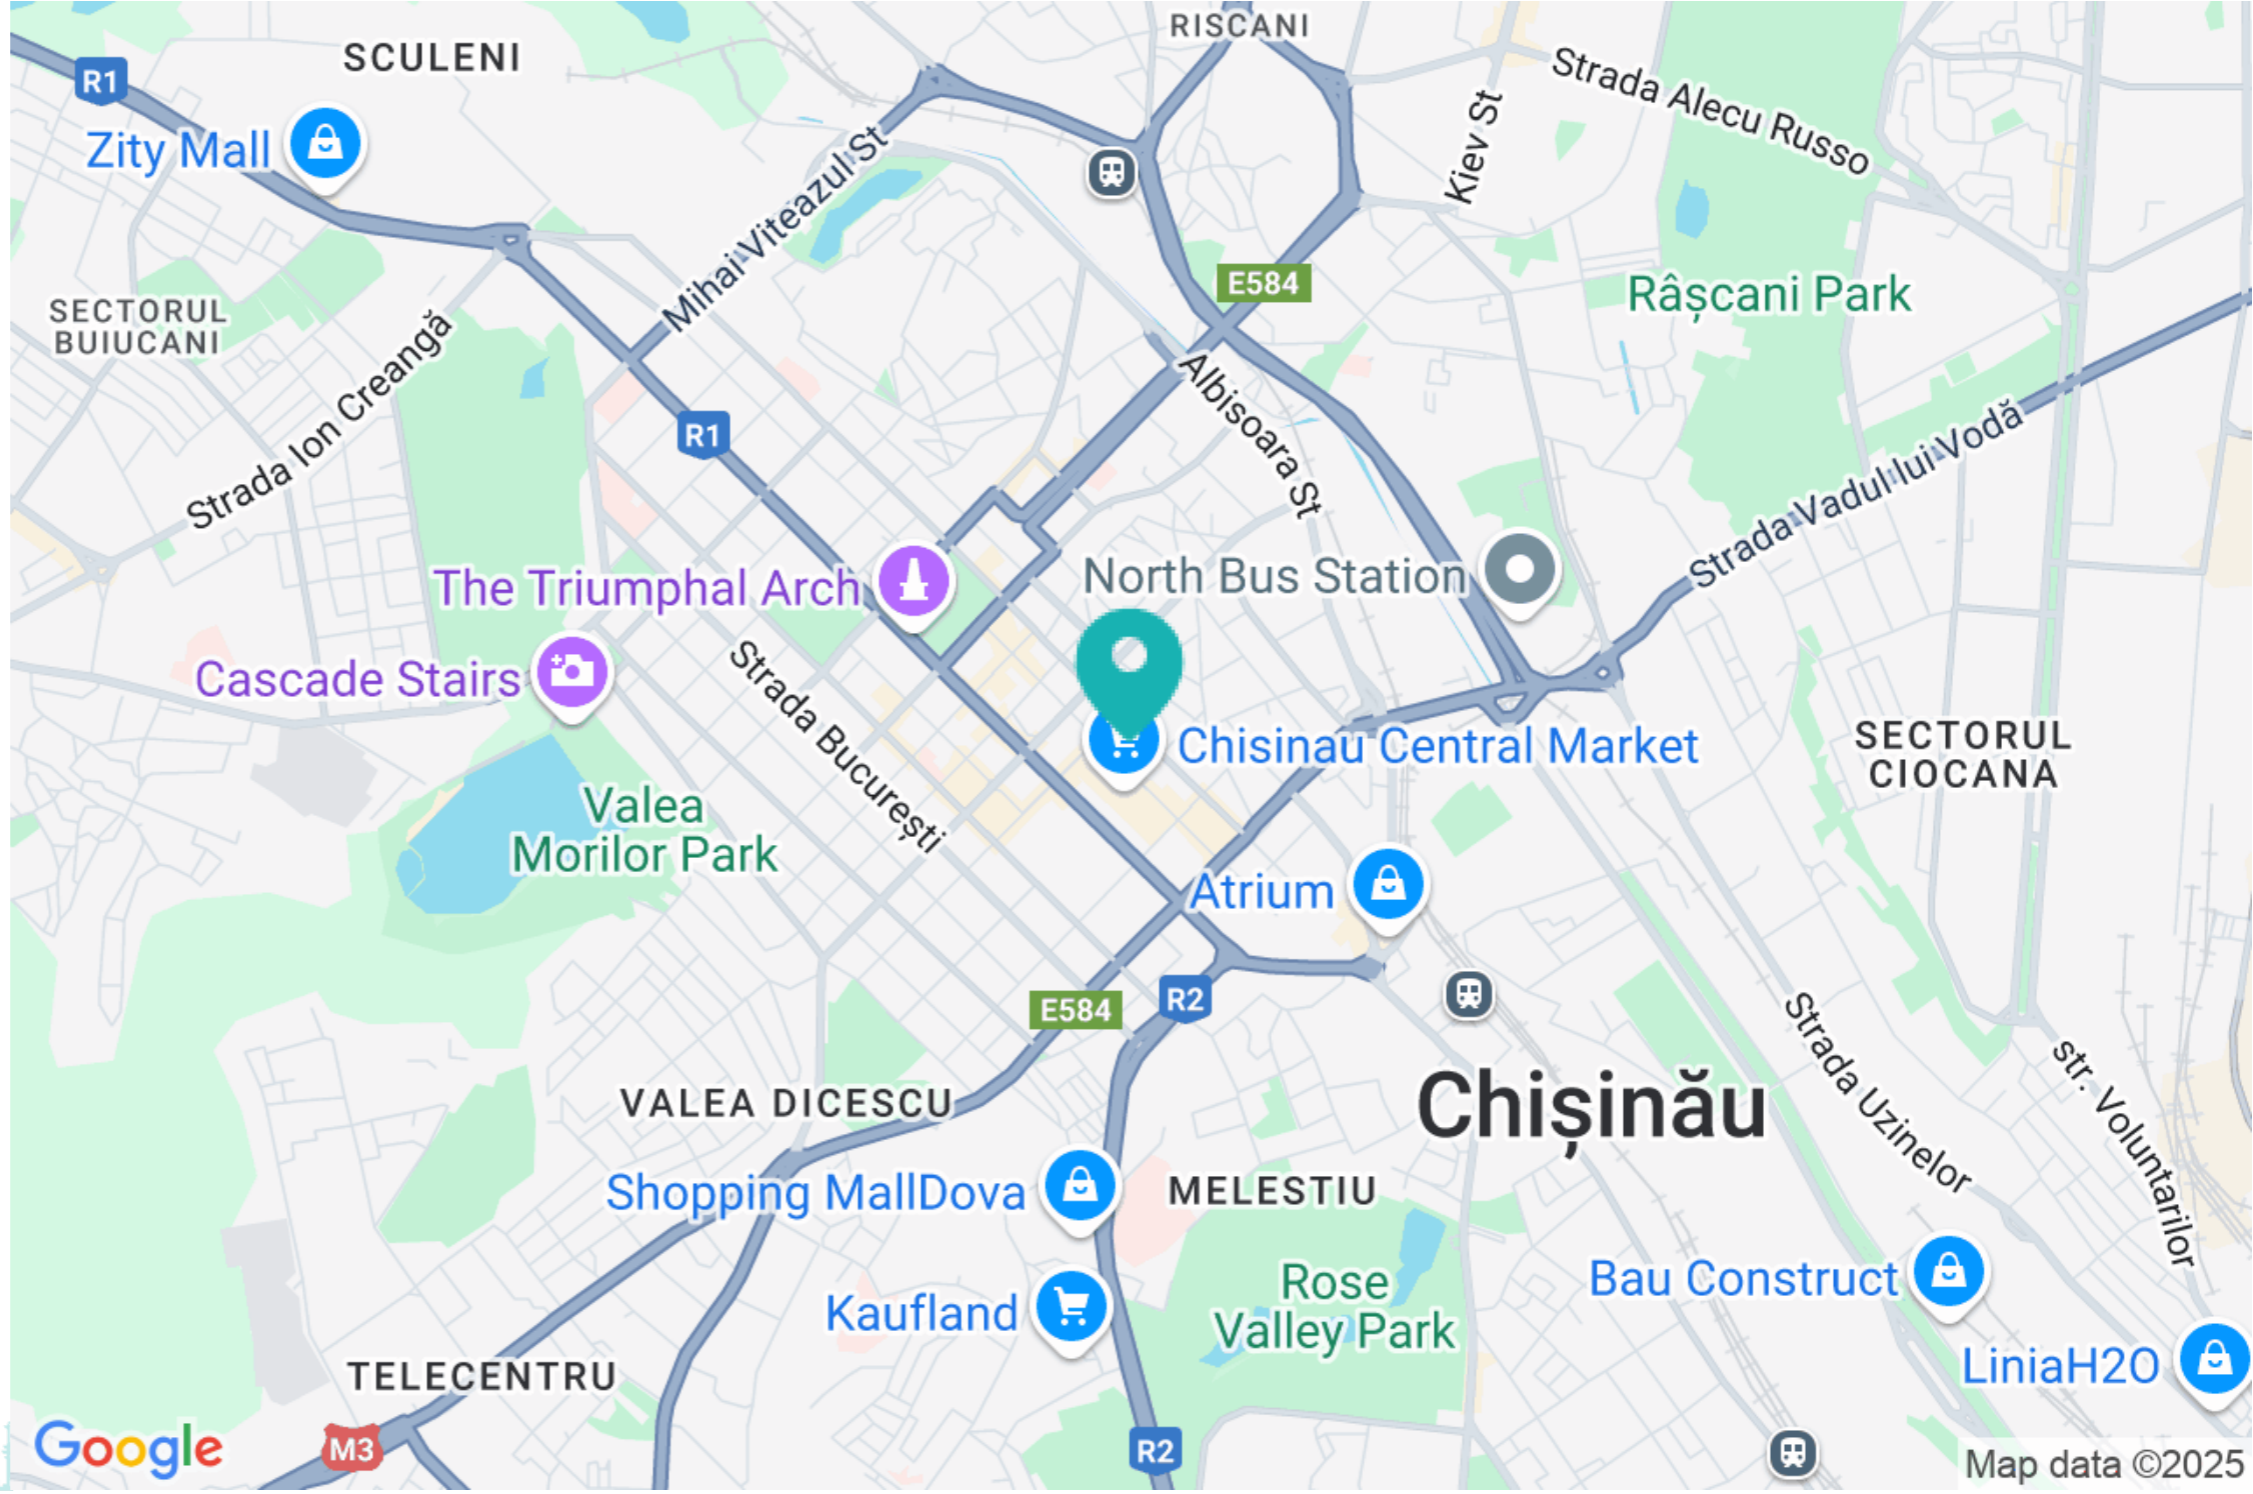 RISCANI
SCULENI
Strada Alecu Russo
R1
Kiev St
Zity Mall
Mihai Viteazul St
E584
Râșcani Park
SECTORUL
BUIUCANI
Strada Ion Creangă
Albisoara St
R1
Strada Vadul lui Vodă
The Triumphal Arch
North Bus Station
Cascade Stairs
Strada București
Chisinau Central Market
SECTORUL
CIOCANA
Valea
Morilor Park
Atrium
E584
R2
Strada Uzinelor
str. Voluntarilor
VALEA DICESCU
Chișinău
Shopping MallDova
MELESTIU
Bau Construct
Rose
Valley Park
Kaufland
LiniaH2O
TELECENTRU
Google
M3
R2
Map data ©2025